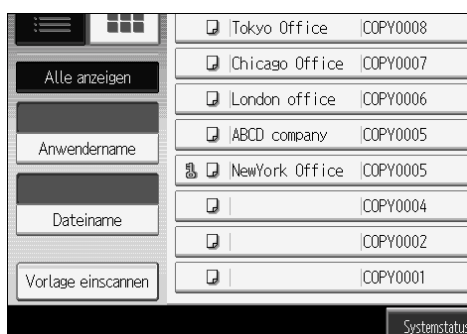 Tokyo Office COPY0008
Chicago Office COPY0007
Alle anzeigen
London office COPY0006
ABCD company COPY0005
Anwendername
NewYork Office COPY0005
COPY0004
Dateiname
COPY0002
Vorlage einscannen
COPY0001
Systemstatus